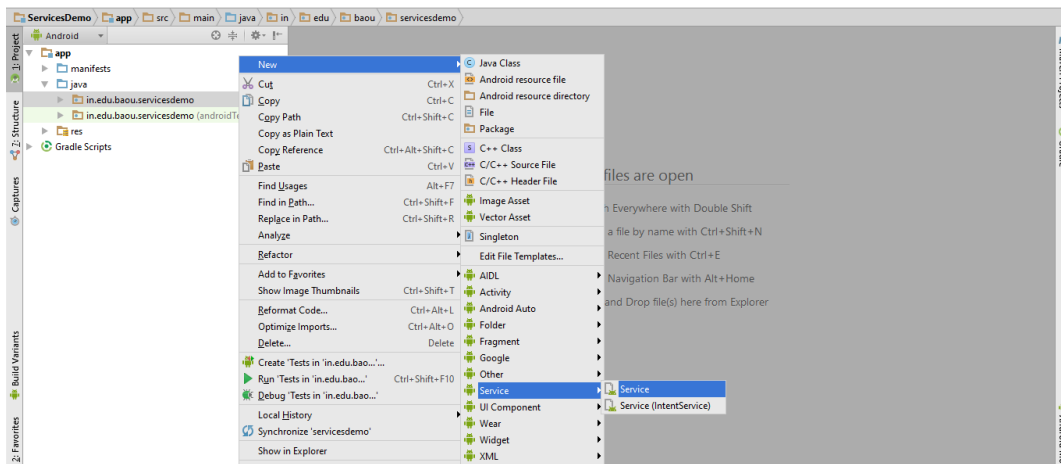 ServicesDemo app src main java in edu baou servicesdemo
Android
1: Project
2: Structure
Captures
Build Variants
2: Favorites
app
manifests
java
in.edu.baou.servicesdemo
in.edu.baou.servicesdemo (androidTe
res
Gradle Scripts
New
Cut Ctrl+X
Copy Ctrl+C
Copy Path Ctrl+Shift+C
Copy as Plain Text
Copy Reference Ctrl+Alt+Shift+C
Paste Ctrl+V
Find Usages Alt+F7
Find in Path... Ctrl+Shift+F
Replace in Path... Ctrl+Shift+R
Analyze
Refactor
Add to Favorites
Show Image Thumbnails Ctrl+Shift+T
Reformat Code... Ctrl+Alt+L
Optimize Imports... Ctrl+Alt+O
Delete... Delete
Create 'Tests in 'in.edu.bao...'...
Run 'Tests in 'in.edu.bao...' Ctrl+Shift+F10
Debug 'Tests in 'in.edu.bao...'
Local History
Synchronize 'servicesdemo'
Show in Explorer
Java Class
Android resource file
Android resource directory
File
Package
C++ Class
C/C++ Source File
C/C++ Header File
Image Asset
Vector Asset
Singleton
Edit File Templates...
AIDL
Activity
Android Auto
Folder
Fragment
Google
Other
Service
UI Component
Wear
Widget
XML
Service
Service (IntentService)
files are open
h Everywhere with Double Shift
a file by name with Ctrl+Shift+N
Recent Files with Ctrl+E
Navigation Bar with Alt+Home
and Drop file(s) here from Explorer